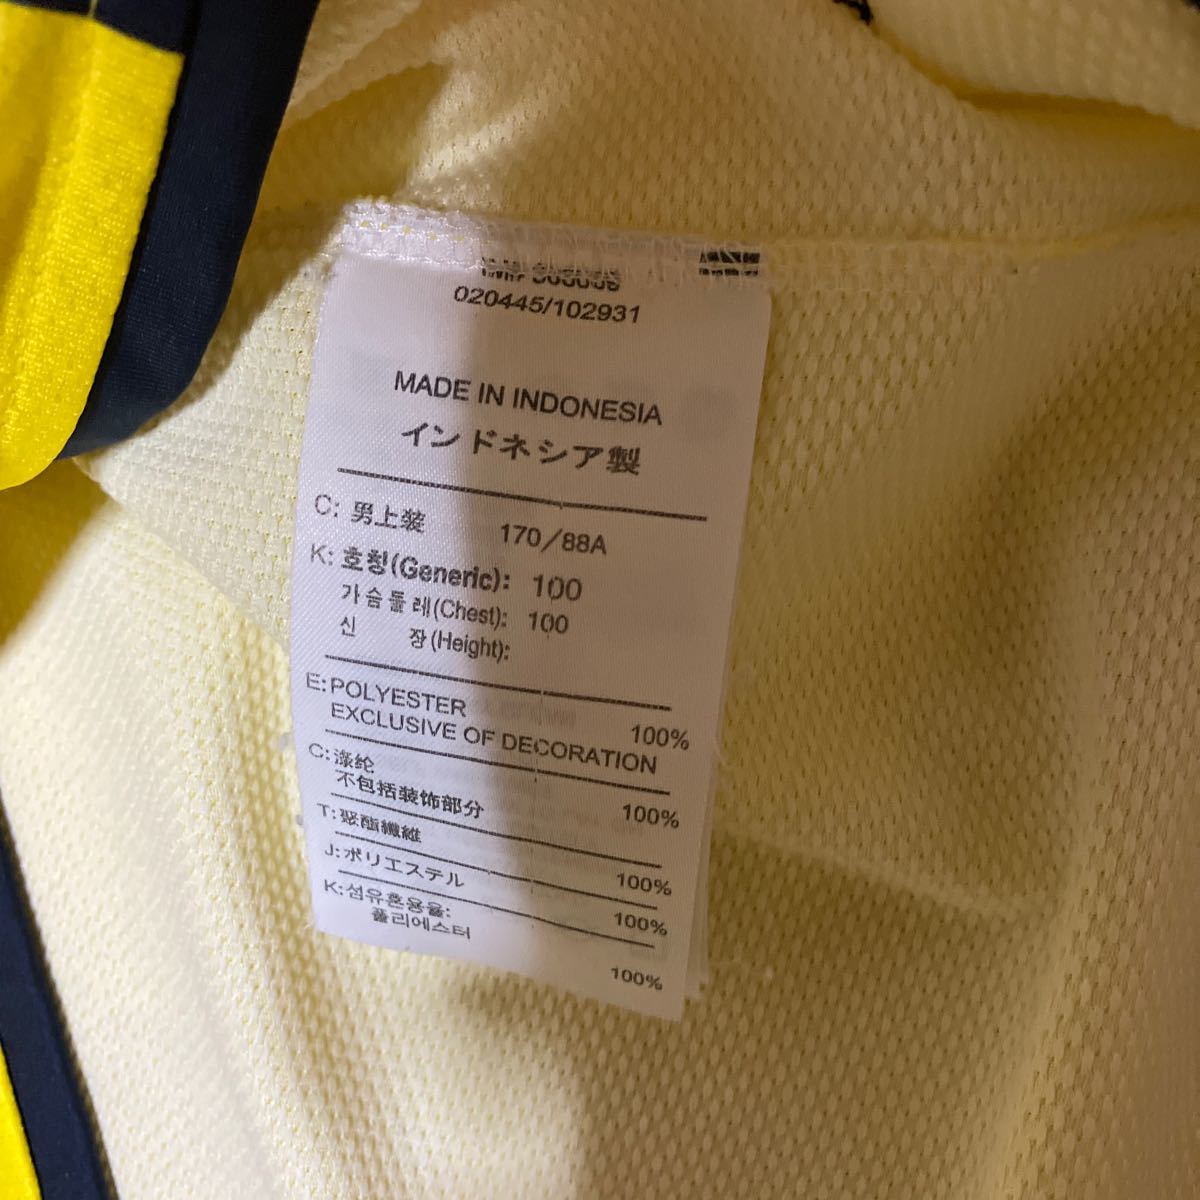 020445/102931
MADE IN INDONESIA
インドネシア製
C: 男上装 170/88A
K: 호칭(Generic): 100
가슴둘레(Chest): 100
신 장(Height):
E: POLYESTER 100%
EXCLUSIVE OF DECORATION
C: 涤纶 100%
不包括装饰部分
T: 聚酯纖維 100%
J: ポリエステル 100%
K: 섬유혼용율:
폴리에스터 100%